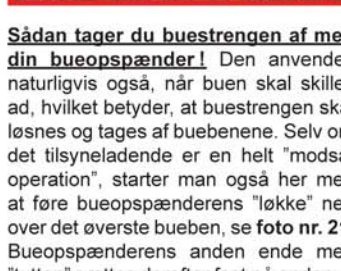 Sådan tager du buestrengen af me
din bueopspænder! Den anvende
naturligvis også, når buen skal skille
ad, hvilket betyder, at buestrengen ska
løsnes og tages af buebenene. Selv o
det tilsyneladende er en helt ”modsa
operation”, starter man også her me
at føre bueopspænderens ”løkke” ne
over det øverste bueben, se foto nr. 2
Bueopspænderens anden ende me